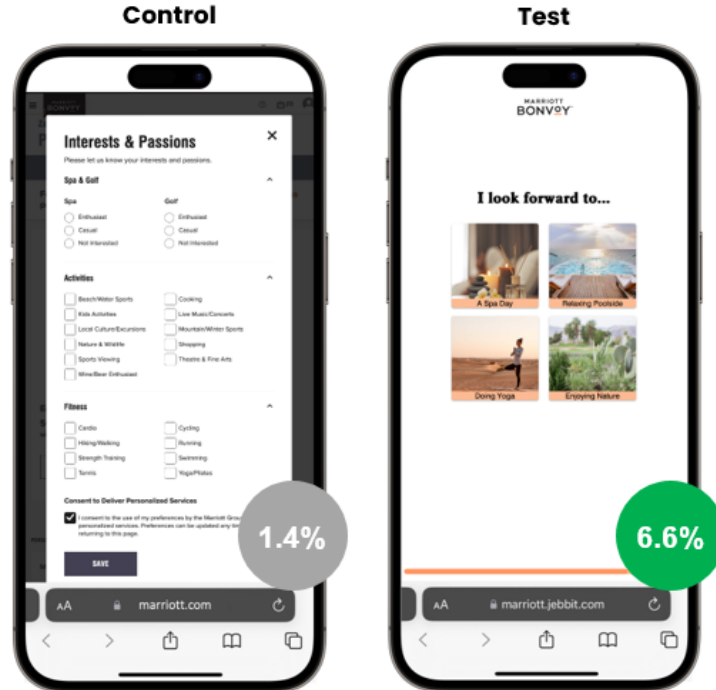 Control
Test
MARRIOTT
BONVOY
Interests & Passions
×
Please let us know your interests and passions.
Spa & Golf
Spa
Golf
Enthusiast
Enthusiast
Casual
Casual
Not Interested
Not Interested
Activities
Beach/Water Sports
Cooking
Kids Activities
Live Music/Concerts
Local Culture/Excursions
Mountain/Winter Sports
Nature & Wildlife
Shopping
Sports Viewing
Theatre & Fine Arts
Wine/Beer Enthusiast
Fitness
Cardio
Cycling
Hiking/Walking
Running
Strength Training
Swimming
Tennis
Yoga/Pilates
Consent to Deliver Personalized Services
I consent to the use of my preferences by the Marriott Grou
personalized services. Preferences can be updated any tim
returning to this page.
SAVE
1.4%
AA
marriott.com
MARRIOTT
BONVOY
I look forward to...
A Spa Day
Relaxing Poolside
Doing Yoga
Enjoying Nature
6.6%
AA
marriott.jebbit.com